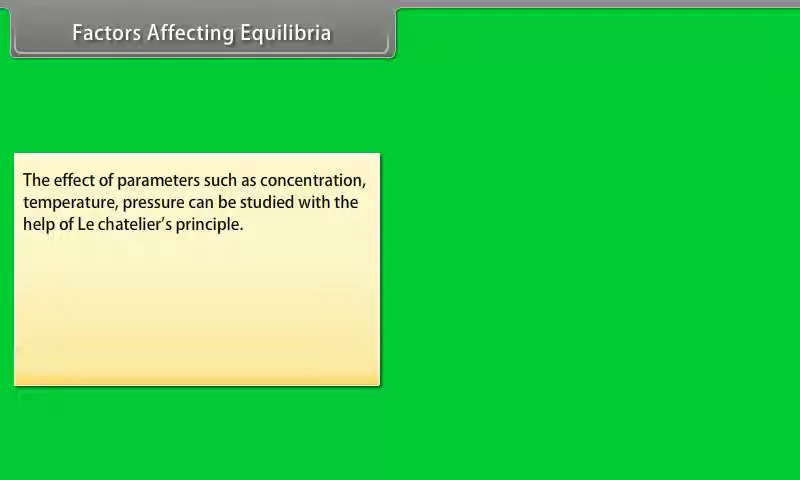 Factors Affecting Equilibria
The effect of parameters such as concentration,
temperature, pressure can be studied with the
help of Le chatelier’s principle.